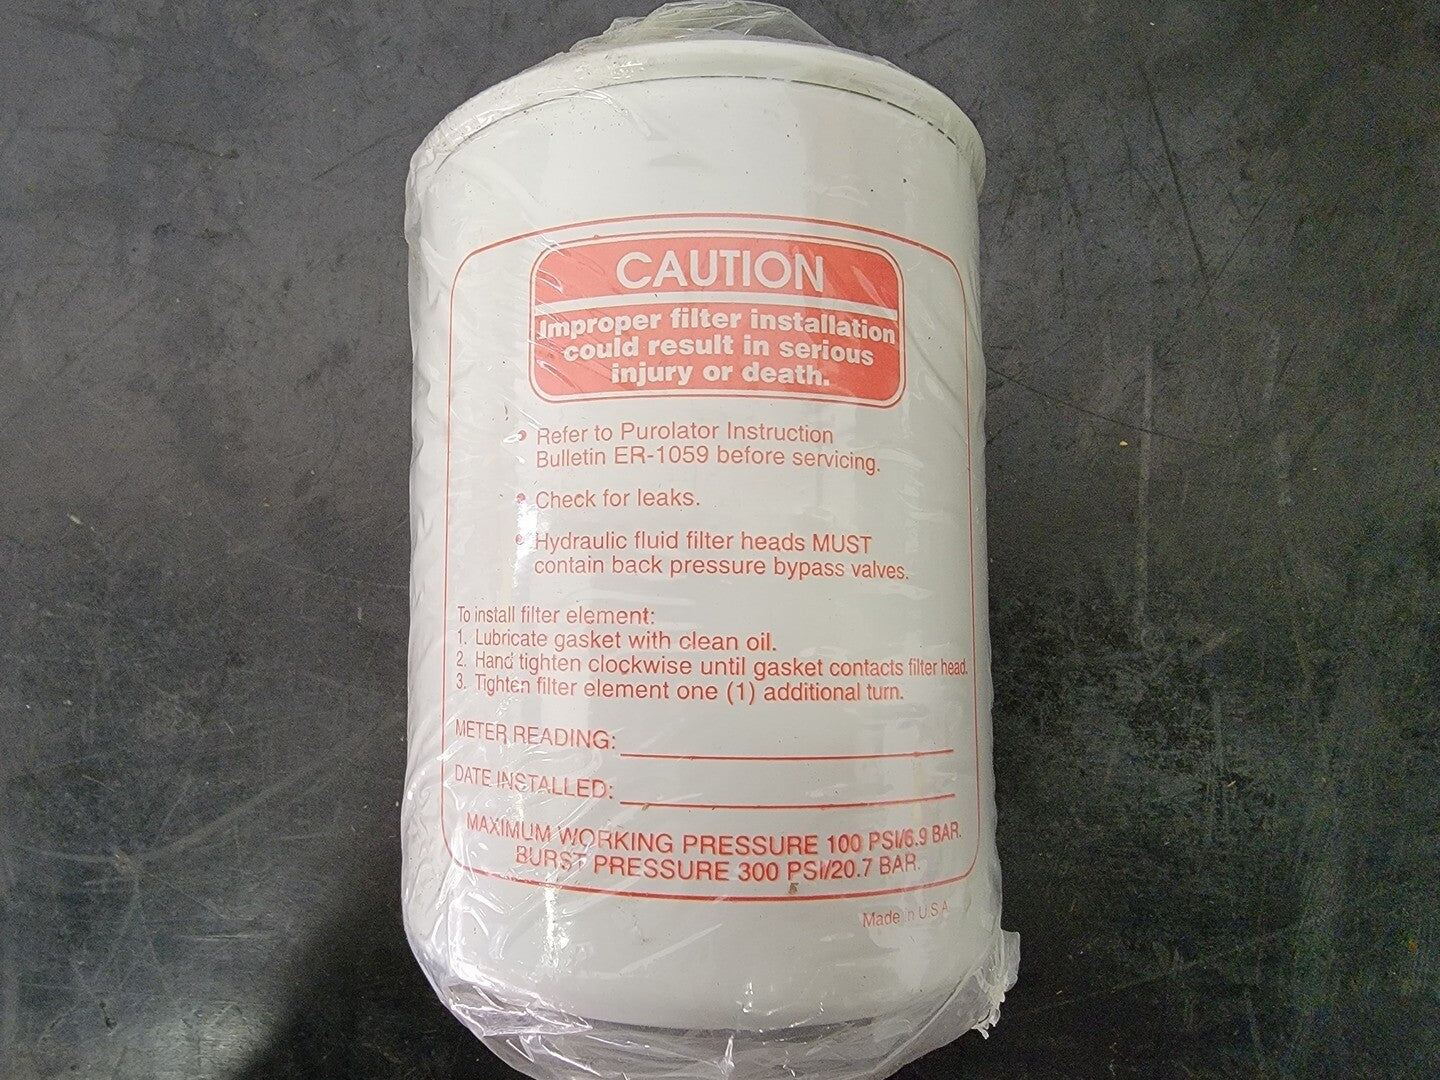 CAUTION
Improper filter installation
could result in serious
injury or death.
• Refer to Purolator Instruction
Bulletin ER-1059 before servicing.
• Check for leaks.
• Hydraulic fluid filter heads MUST
contain back pressure bypass valves.
To install filter element:
1. Lubricate gasket with clean oil.
2. Hand tighten clockwise until gasket contacts filter head.
3. Tighten filter element one (1) additional turn.
METER READING:
DATE INSTALLED:
MAXIMUM WORKING PRESSURE 100 PSI/6.9 BAR.
BURST PRESSURE 300 PSI/20.7 BAR.
Made in U S A